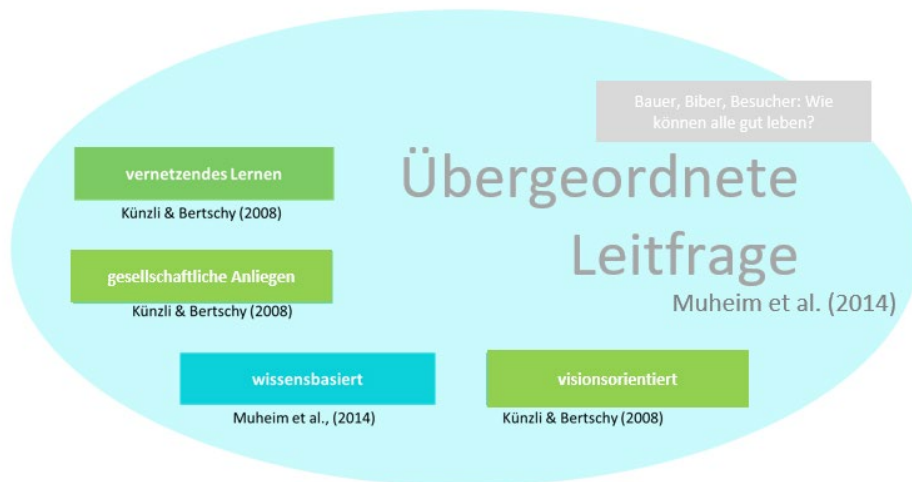 Bauer, Biber, Besucher: Wie
können alle gut leben?
Übergeordnete
Leitfrage
Muheim et al. (2014)
vernetzendes Lernen
Künzli & Bertschy (2008)
gesellschaftliche Anliegen
Künzli & Bertschy (2008)
wissensbasiert
Muheim et al., (2014)
visionsorientiert
Künzli & Bertschy (2008)